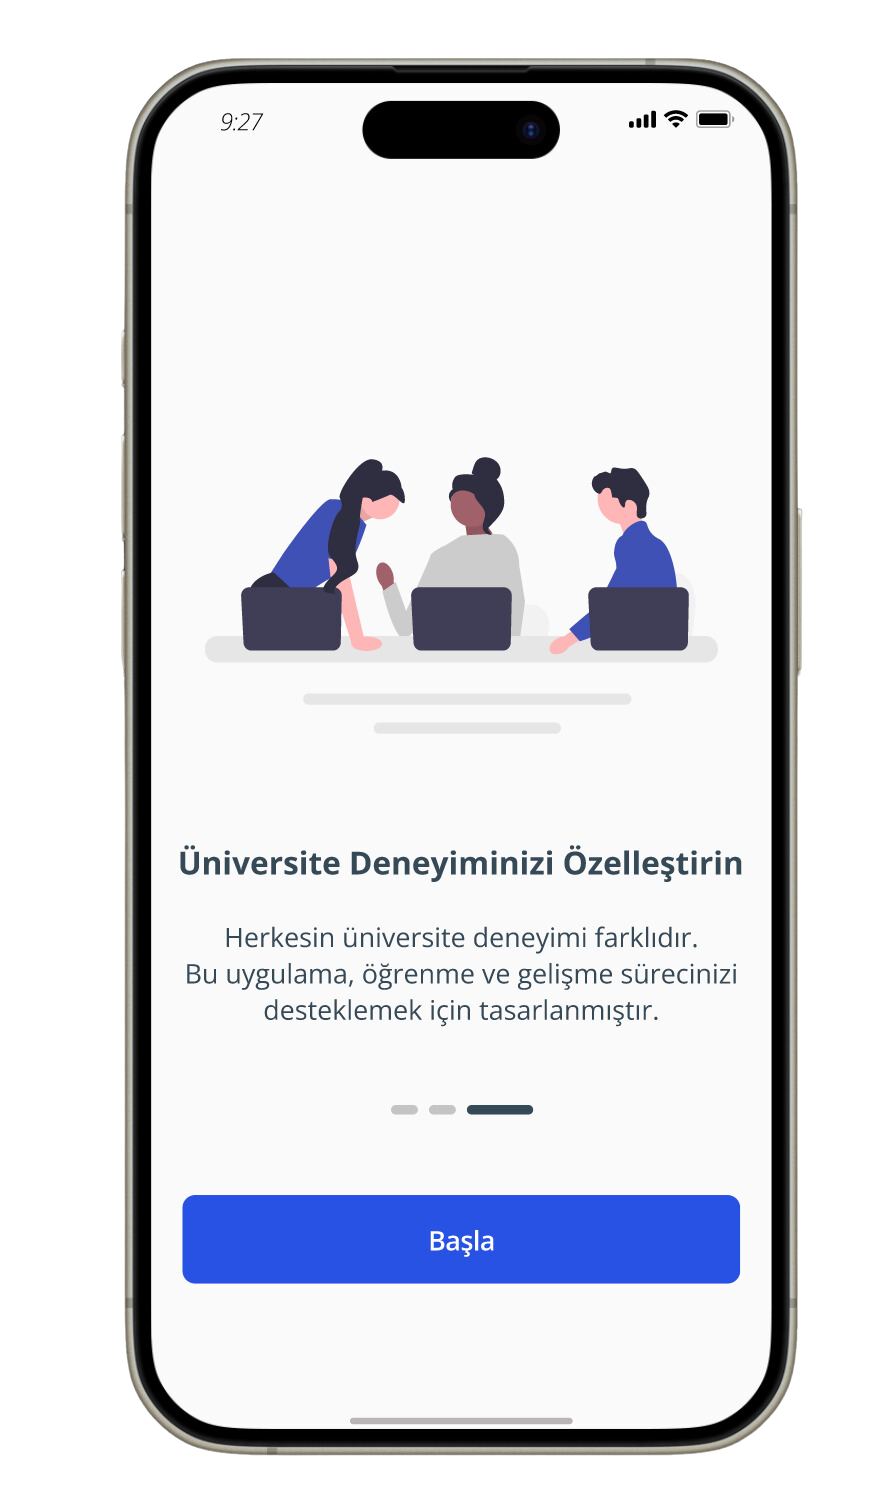 9:27
Üniversite Deneyiminizi Özelleştirin
Herkesin üniversite deneyimi farklıdır.
Bu uygulama, öğrenme ve gelişme sürecinizi
desteklemek için tasarlanmıştır.
Başla